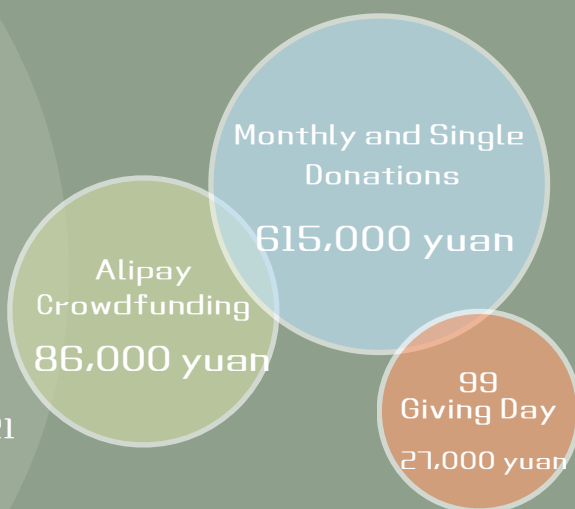 Monthly and Single
Donations
615,000 yuan
Alipay
Crowdfunding
86,000 yuan
99
Giving Day
27,000 yuan